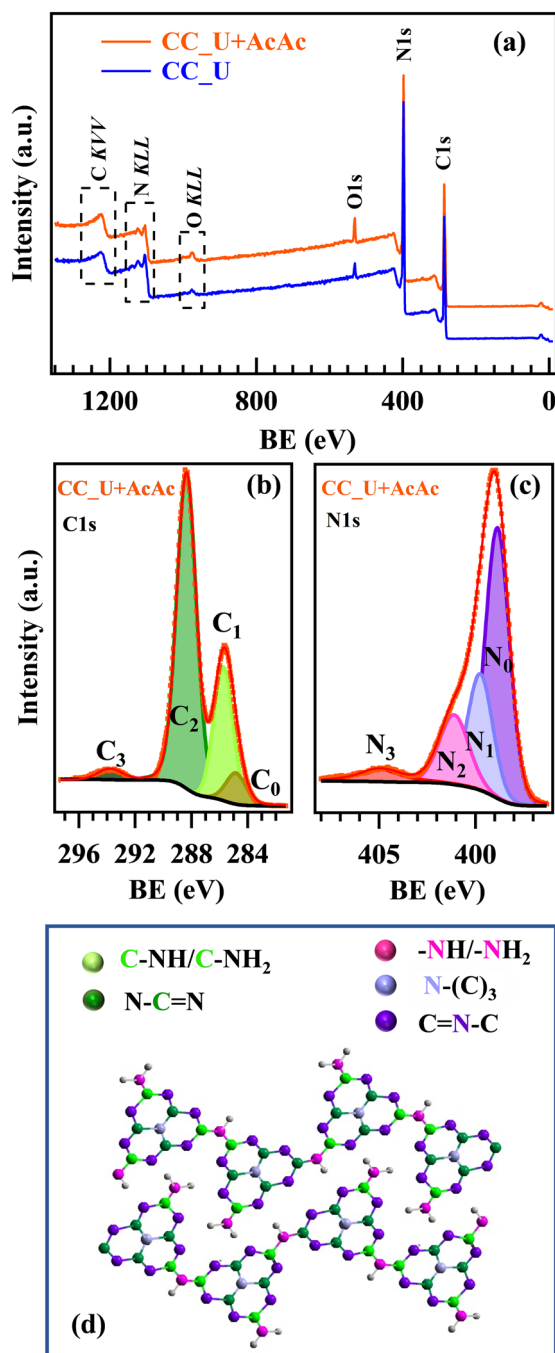 CC_U+AcAc
CC_U
(a)
N1s
C1s
O1s
C KVV
N KLL
O KLL
Intensity (a.u.)
1200
800
400
0
BE (eV)
CC_U+AcAc
(b)
C1s
C₁
C₂
C₃
C₀
Intensity (a.u.)
296
292
288
284
BE (eV)
CC_U+AcAc
(c)
N1s
N₀
N₁
N₂
N₃
405
400
BE (eV)
C-NH/C-NH₂
N-C=N
-NH/-NH₂
N-(C)₃
C=N-C
(d)